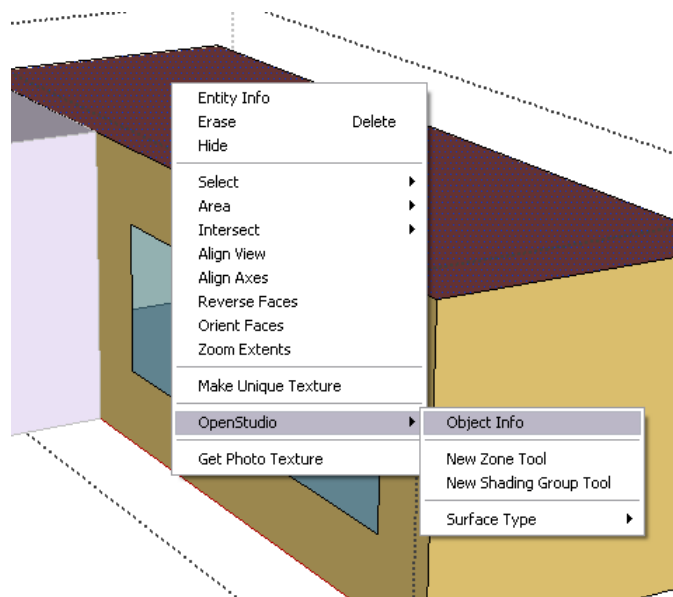 Entity Info
Erase Delete
Hide
Select
Area
Intersect
Align View
Align Axes
Reverse Faces
Orient Faces
Zoom Extents
Make Unique Texture
OpenStudio
Get Photo Texture
Object Info
New Zone Tool
New Shading Group Tool
Surface Type